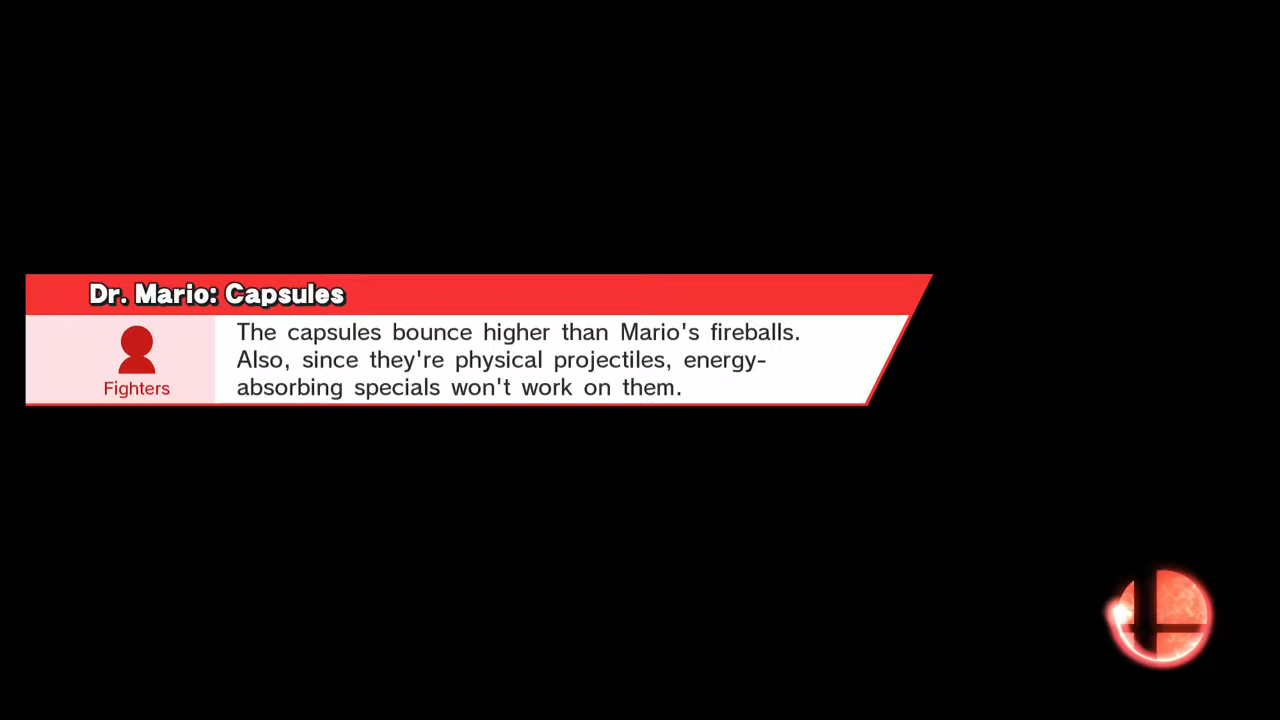 Dr. Mario: Capsules
Fighters
The capsules bounce higher than Mario's fireballs.
Also, since they're physical projectiles, energy-
absorbing specials won't work on them.